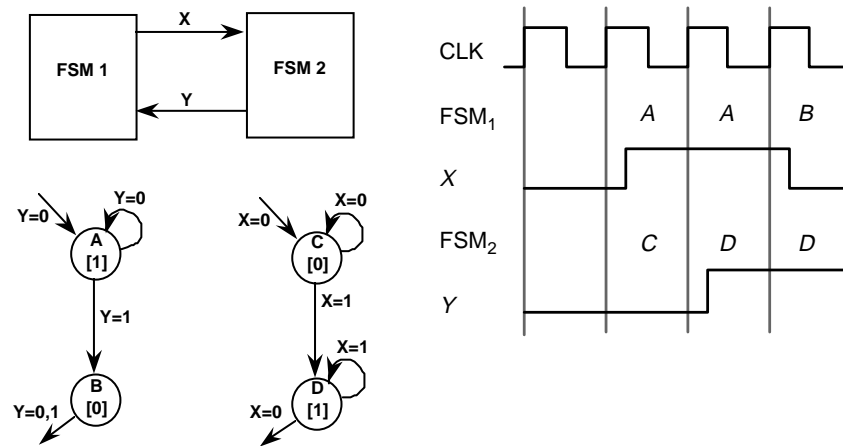 X
FSM 1
FSM 2
Y
Y=0
Y=0
A
[1]
Y=1
B
[0]
Y=0,1
X=0
X=0
C
[0]
X=1
X=1
D
[1]
X=0
CLK
FSM1 A A B
X
FSM2 C D D
Y